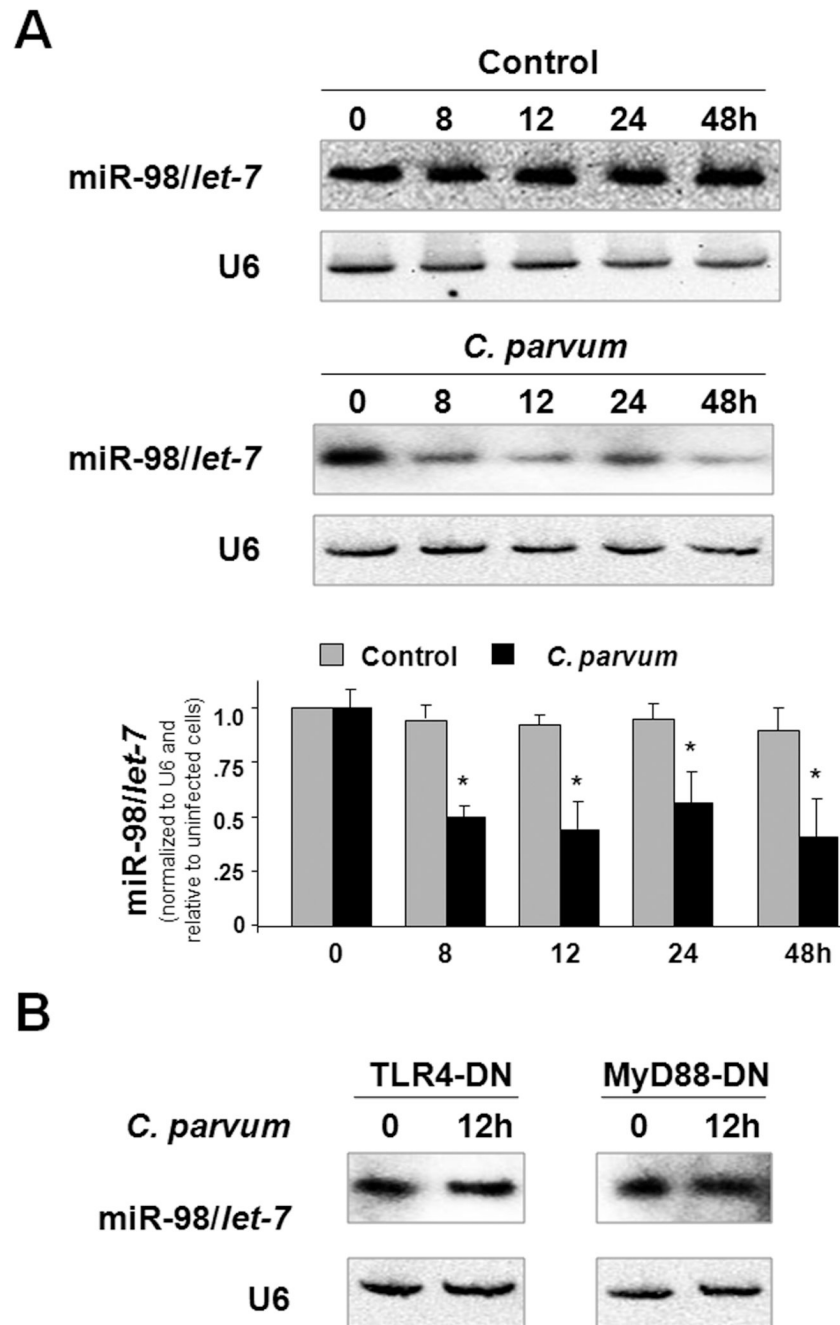 A
Control
0 8 12 24 48h
miR-98/let-7
U6
C. parvum
0 8 12 24 48h
miR-98/let-7
U6
Control C. parvum
miR-98/let-7
(normalized to U6 and
relative to uninfected cells)
1.0
.75
0.5
.25
0
* * * *
0 8 12 24 48h
B
TLR4-DN MyD88-DN
C. parvum 0 12h 0 12h
miR-98/let-7
U6